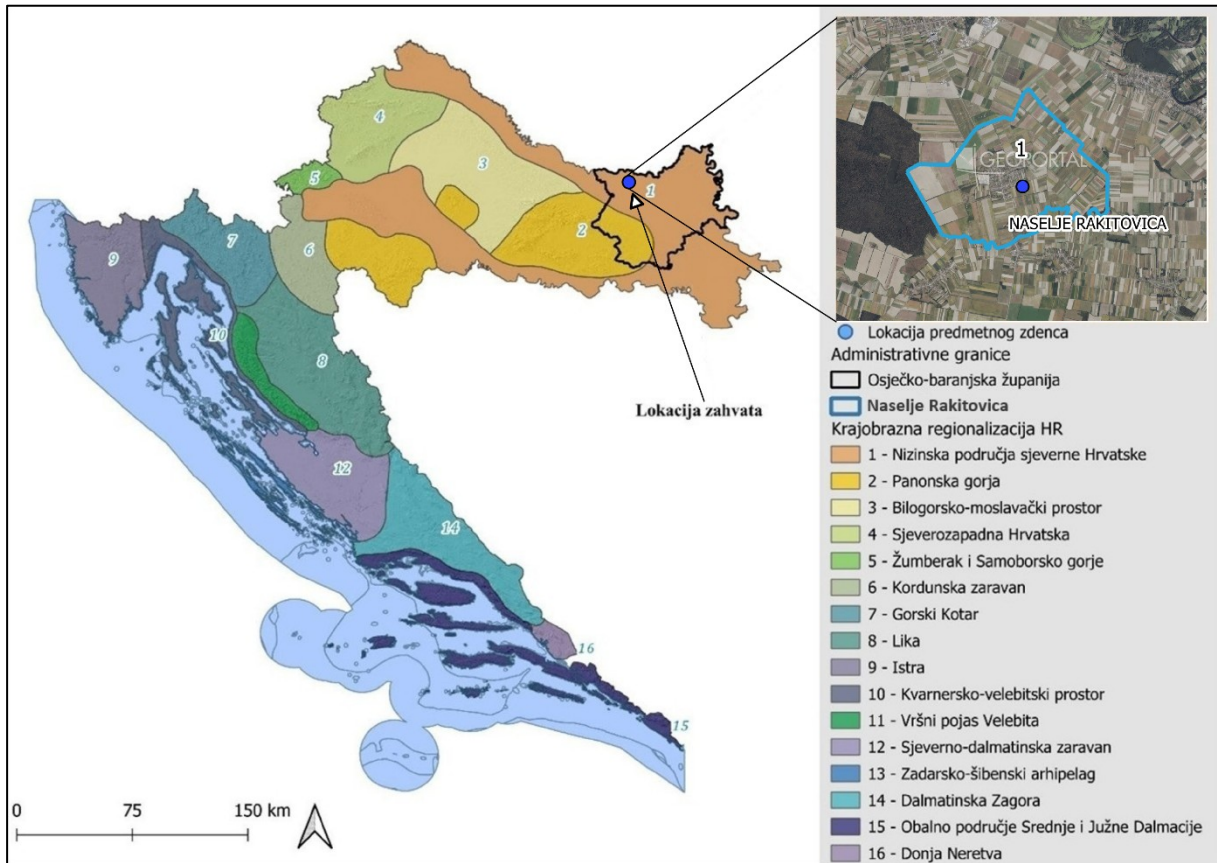 4
3
5
1
2
7
6
9
10
8
12
14
16
15
Lokacija zahvata
0 75 150 km
1
GEOPORTAL
NASELJE RAKITOVICA
Lokacija predmetnog zdenca
Administrativne granice
Osječko-baranjska županija
Naselje Rakitovica
Krajobrazna regionalizacija HR
1 - Nizinska područja sjeverne Hrvatske
2 - Panonska gorja
3 - Bilogorsko-moslavački prostor
4 - Sjeverozapadna Hrvatska
5 - Žumberak i Samoborsko gorje
6 - Kordunska zaravan
7 - Gorski Kotar
8 - Lika
9 - Istra
10 - Kvarnersko-velebitski prostor
11 - Vršni pojas Velebita
12 - Sjeverno-dalmatinska zaravan
13 - Zadarsko-šibenski arhipelag
14 - Dalmatinska Zagora
15 - Obalno područje Srednje i Južne Dalmacije
16 - Donja Neretva